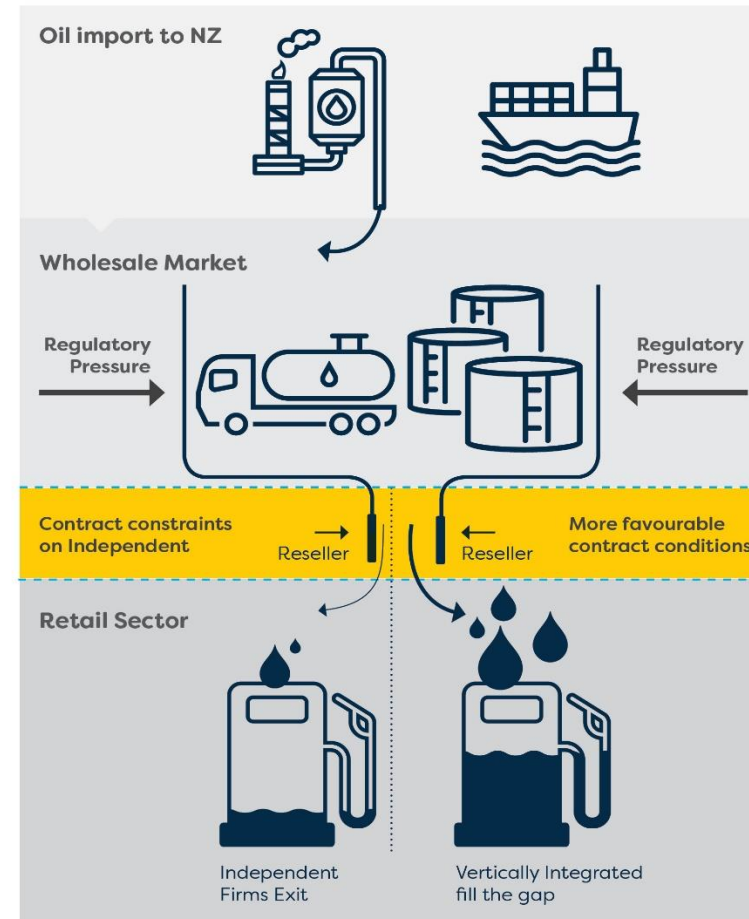 Oil import to NZ
Wholesale Market
Regulatory
Pressure
Regulatory
Pressure
Contract constraints
on Independent
Reseller
Reseller
More favourable
contract conditions
Retail Sector
Independent
Firms Exit
Vertically Integrated
fill the gap